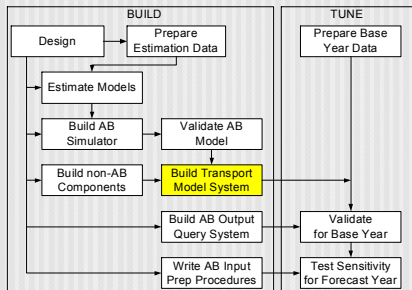 BUILD
TUNE
Design
Prepare
Estimation Data
Prepare Base
Year Data
Estimate Models
Build AB
Simulator
Validate AB
Model
Build non-AB
Components
Build Transport
Model System
Build AB Output
Query System
Validate
for Base Year
Write AB Input
Prep Procedures
Test Sensitivity
for Forecast Year